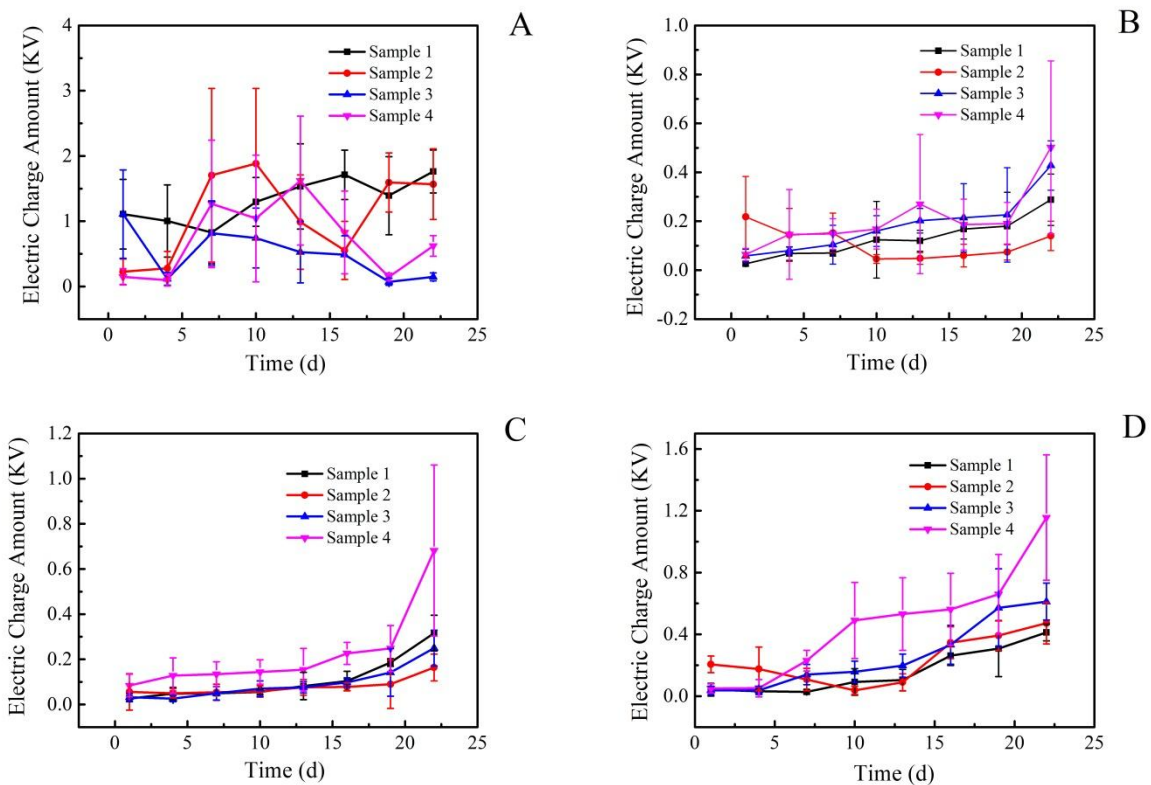 A
Electric Charge Amount (KV)
4
3
2
1
0
Sample 1
Sample 2
Sample 3
Sample 4
0 5 10 15 20 25
Time (d)
B
Electric Charge Amount (KV)
1.0
0.8
0.6
0.4
0.2
0.0
-0.2
Sample 1
Sample 2
Sample 3
Sample 4
0 5 10 15 20 25
Time (d)
C
Electric Charge Amount (KV)
1.2
1.0
0.8
0.6
0.4
0.2
0.0
Sample 1
Sample 2
Sample 3
Sample 4
0 5 10 15 20 25
Time (d)
D
Electric Charge Amount (KV)
1.6
1.2
0.8
0.4
0.0
Sample 1
Sample 2
Sample 3
Sample 4
0 5 10 15 20 25
Time (d)